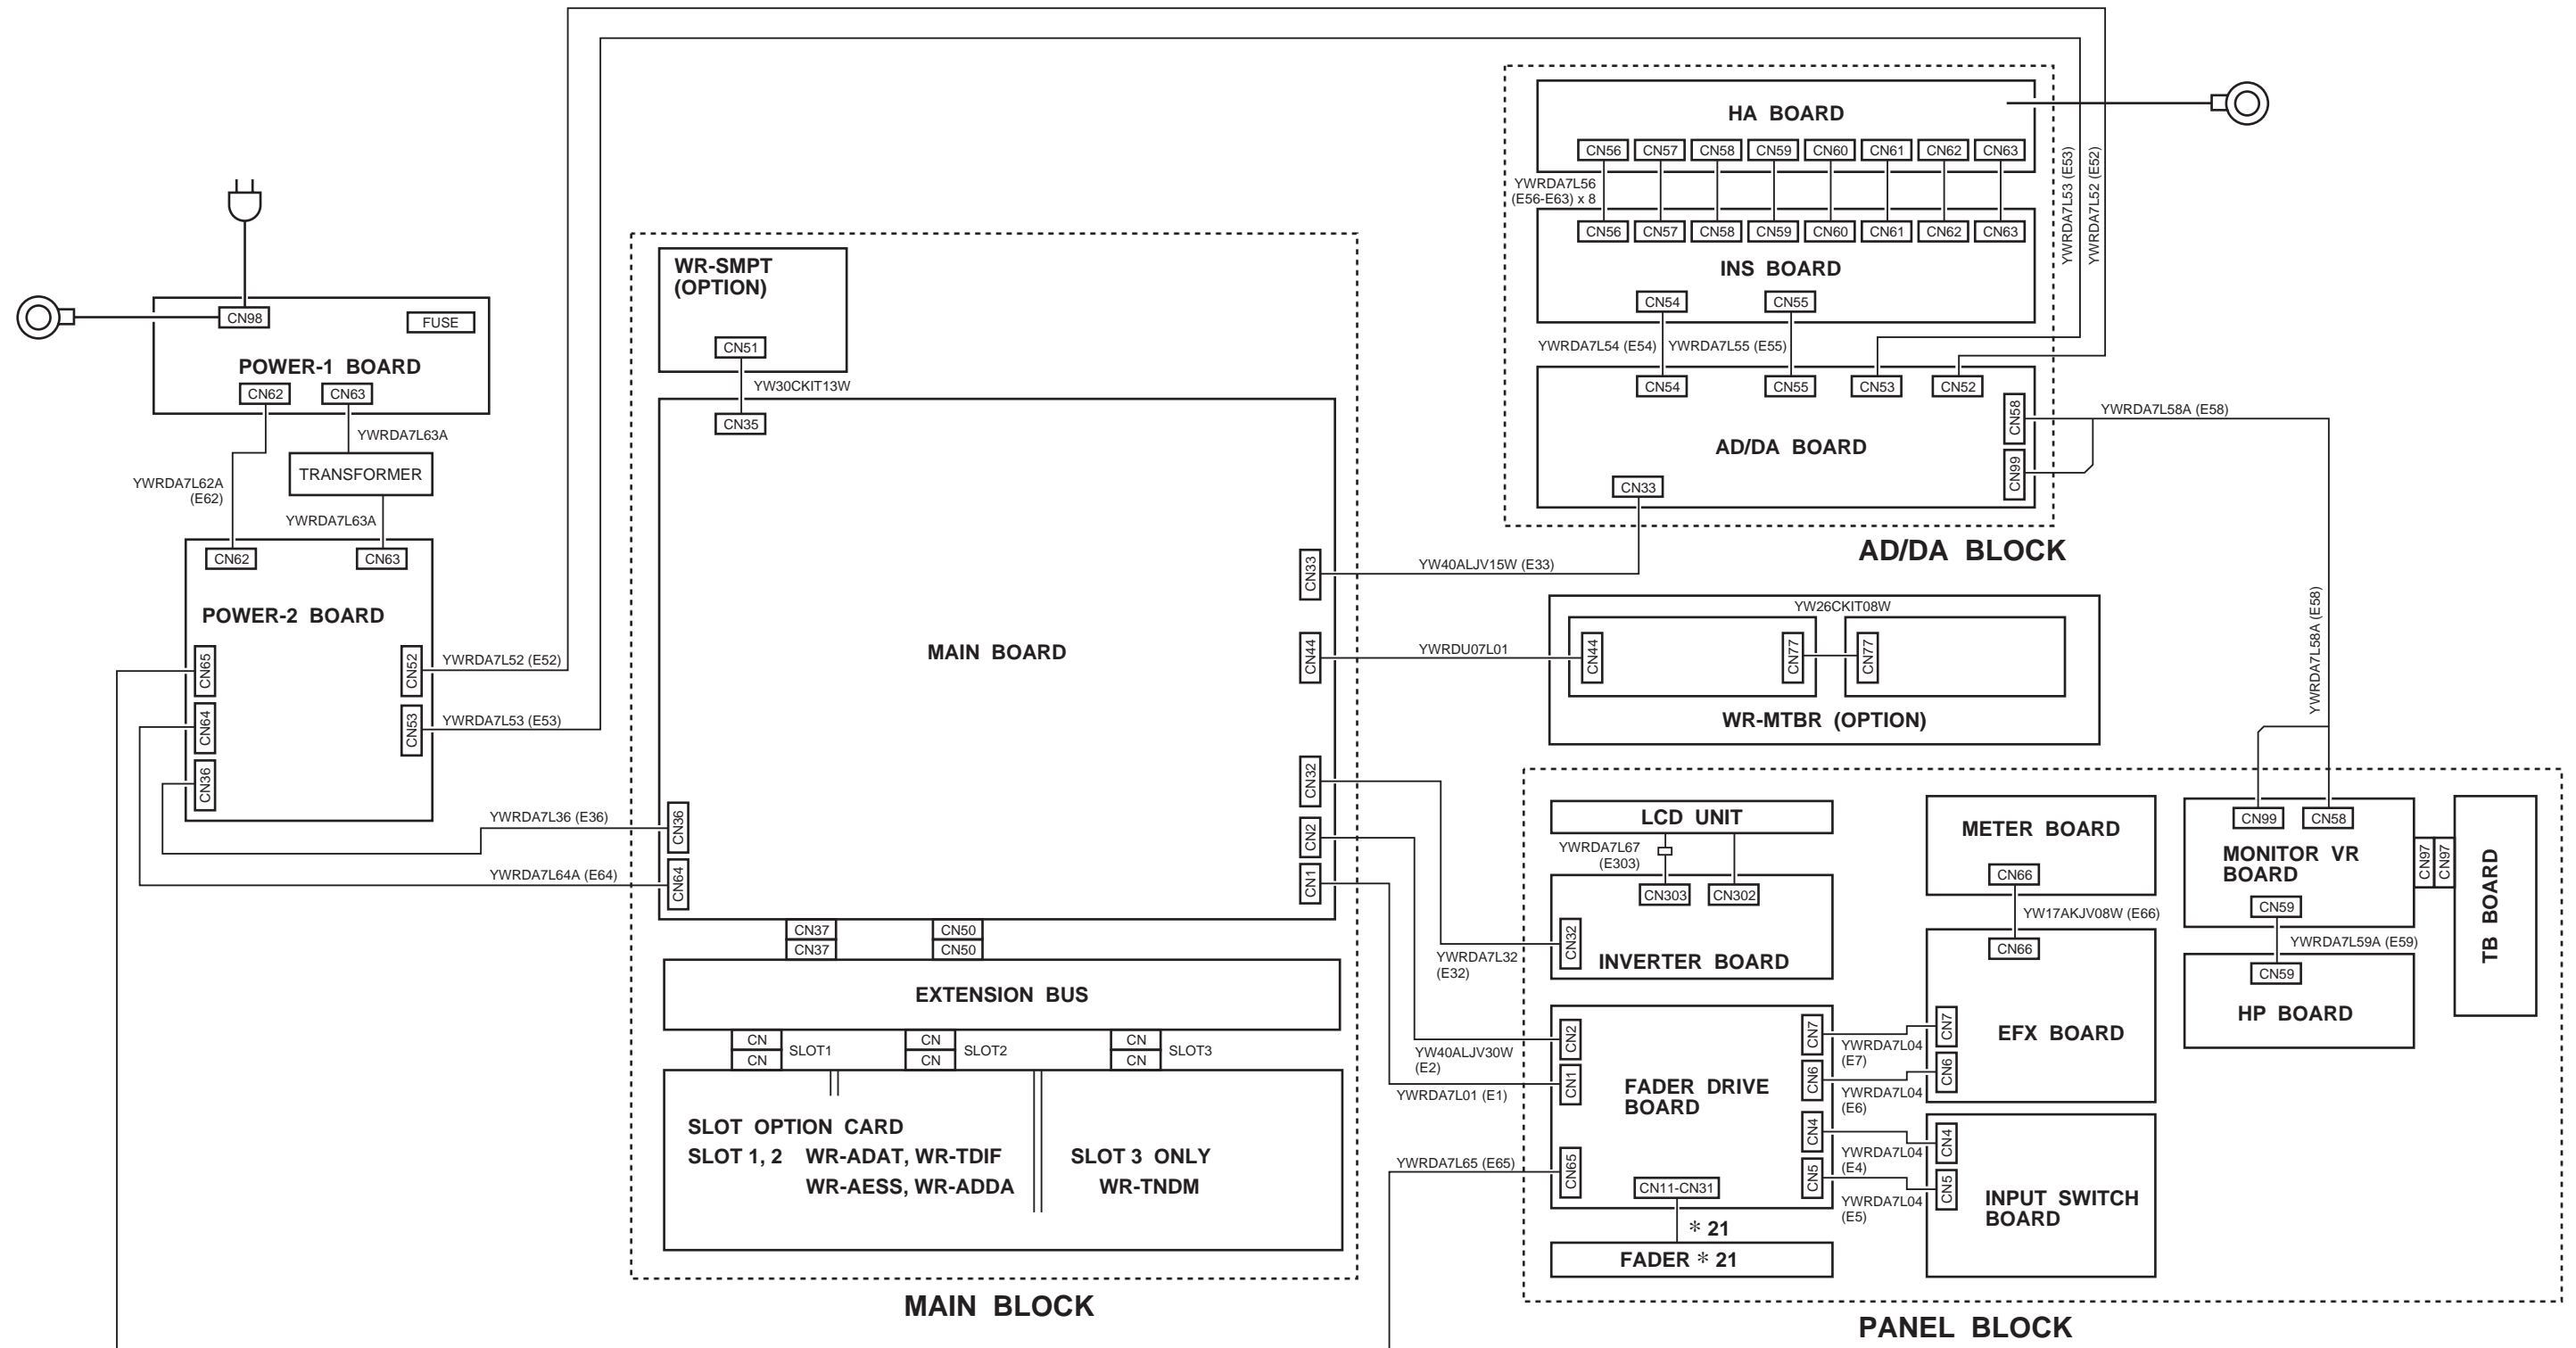 CN98
FUSE
POWER-1 BOARD
CN62
CN63
YWRDA7L63A
TRANSFORMER
YWRDA7L62A
(E62)
YWRDA7L63A
CN62
CN63
POWER-2 BOARD
CN65
CN64
CN36
CN52
CN53
YWRDA7L52 (E52)
YWRDA7L53 (E53)
YWRDA7L36 (E36)
YWRDA7L64A (E64)
WR-SMPT
(OPTION)
CN51
YW30CKIT13W
CN35
MAIN BOARD
CN33
CN44
CN32
CN2
CN1
CN36
CN64
CN37
CN37
CN50
CN50
EXTENSION BUS
CN
CN
SLOT1
CN
CN
SLOT2
CN
CN
SLOT3
SLOT OPTION CARD
SLOT 1, 2 WR-ADAT, WR-TDIF
WR-AESS, WR-ADDA
SLOT 3 ONLY
WR-TNDM
MAIN BLOCK
HA BOARD
CN56 CN57 CN58 CN59 CN60 CN61 CN62 CN63
YWRDA7L56
(E56-E63) x 8
CN56 CN57 CN58 CN59 CN60 CN61 CN62 CN63
INS BOARD
CN54
CN55
YWRDA7L54 (E54)
YWRDA7L55 (E55)
CN54
CN55
CN53
CN52
AD/DA BOARD
CN58
CN99
CN33
YWRDA7L53 (E53)
YWRDA7L52 (E52)
YWRDA7L58A (E58)
AD/DA BLOCK
YW40ALJV15W (E33)
YWRDU07L01
YW26CKIT08W
CN44
CN77
CN77
WR-MTBR (OPTION)
YWRDA7L58A (E58)
LCD UNIT
YWRDA7L67
(E303)
CN303
CN302
CN32
INVERTER BOARD
YWRDA7L32
(E32)
YW40ALJV30W
(E2)
YWRDA7L01 (E1)
YWRDA7L65 (E65)
CN2
CN1
CN65
FADER DRIVE
BOARD
CN7
CN6
CN4
CN5
CN11-CN31
* 21
FADER * 21
YWRDA7L04
(E7)
YWRDA7L04
(E6)
YWRDA7L04
(E4)
YWRDA7L04
(E5)
METER BOARD
CN66
YW17AKJV08W (E66)
CN66
CN7
CN6
EFX BOARD
CN4
CN5
INPUT SWITCH
BOARD
CN99
CN58
MONITOR VR
BOARD
CN97
CN97
TB BOARD
CN59
YWRDA7L59A (E59)
CN59
HP BOARD
PANEL BLOCK